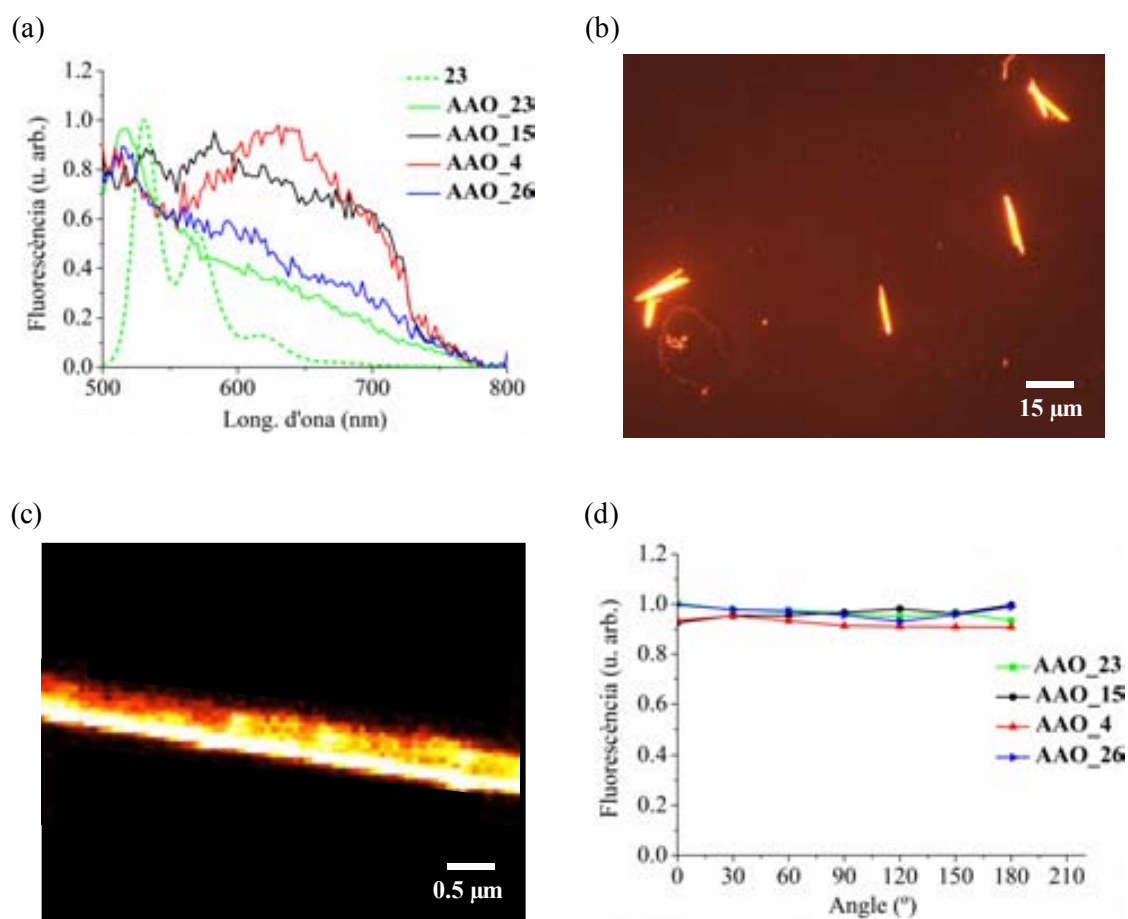 (a)
1.2
1.0
0.8
0.6
0.4
0.2
0.0
500
600
700
800
Fluorescència (u. arb.)
Long. d'ona (nm)
23
AAO_23
AAO_15
AAO_4
AAO_26
(b)
15 µm
(c)
0.5 µm
(d)
1.2
1.0
0.8
0.6
0.4
0.2
0.0
0 30 60 90 120 150 180 210
Fluorescència (u. arb.)
Angle (º)
AAO_23
AAO_15
AAO_4
AAO_26